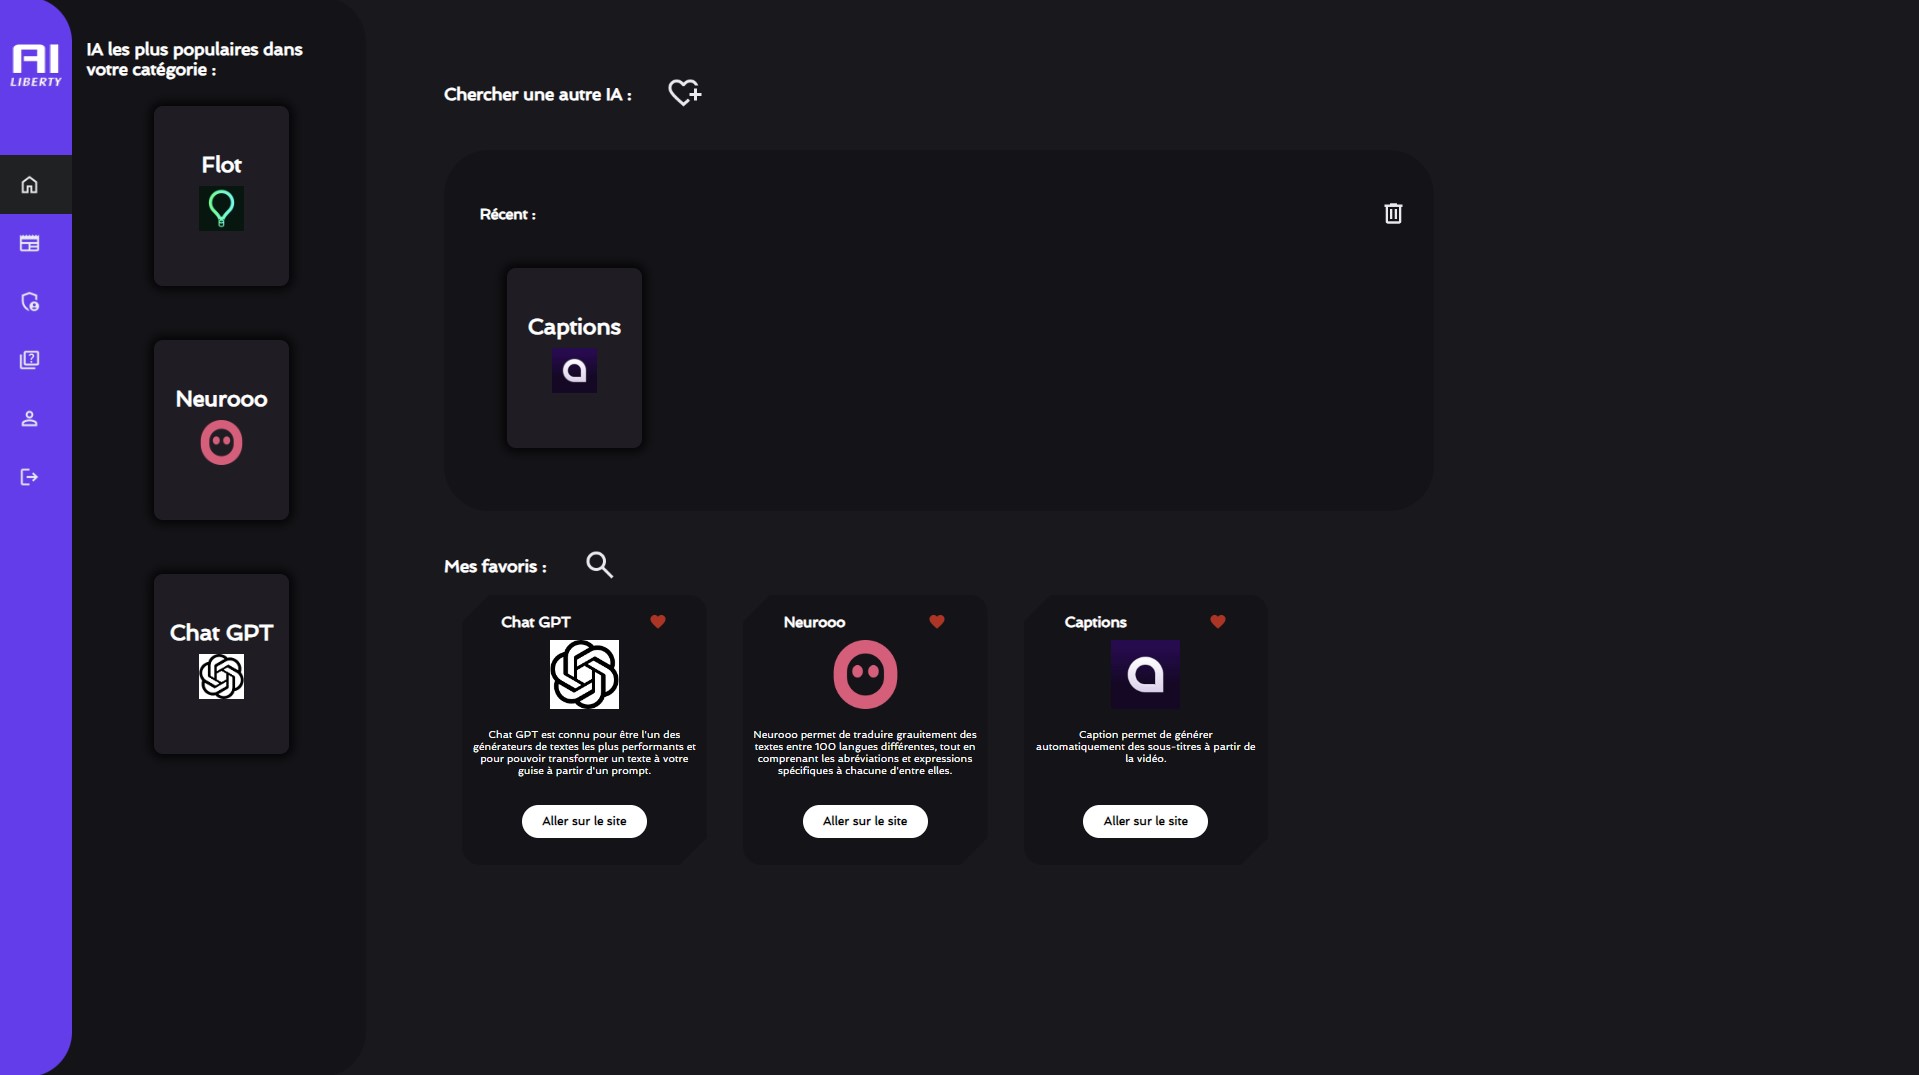 AI
LIBERTY
IA les plus populaires dans
votre catégorie :
Flot
Neurooo
Chat GPT
Chercher une autre IA :
Récent :
Captions
Mes favoris :
Chat GPT
Chat GPT est connu pour être l'un des
générateurs de textes les plus performants et
pour pouvoir transformer un texte à votre
guise à partir d'un prompt.
Aller sur le site
Neurooo
Neurooo permet de traduire grauitement des
textes entre 100 langues différentes, tout en
comprenant les abréviations et expressions
spécifiques à chacune d'entre elles.
Aller sur le site
Captions
Caption permet de générer
automatiquement des sous-titres à partir de
la vidéo.
Aller sur le site